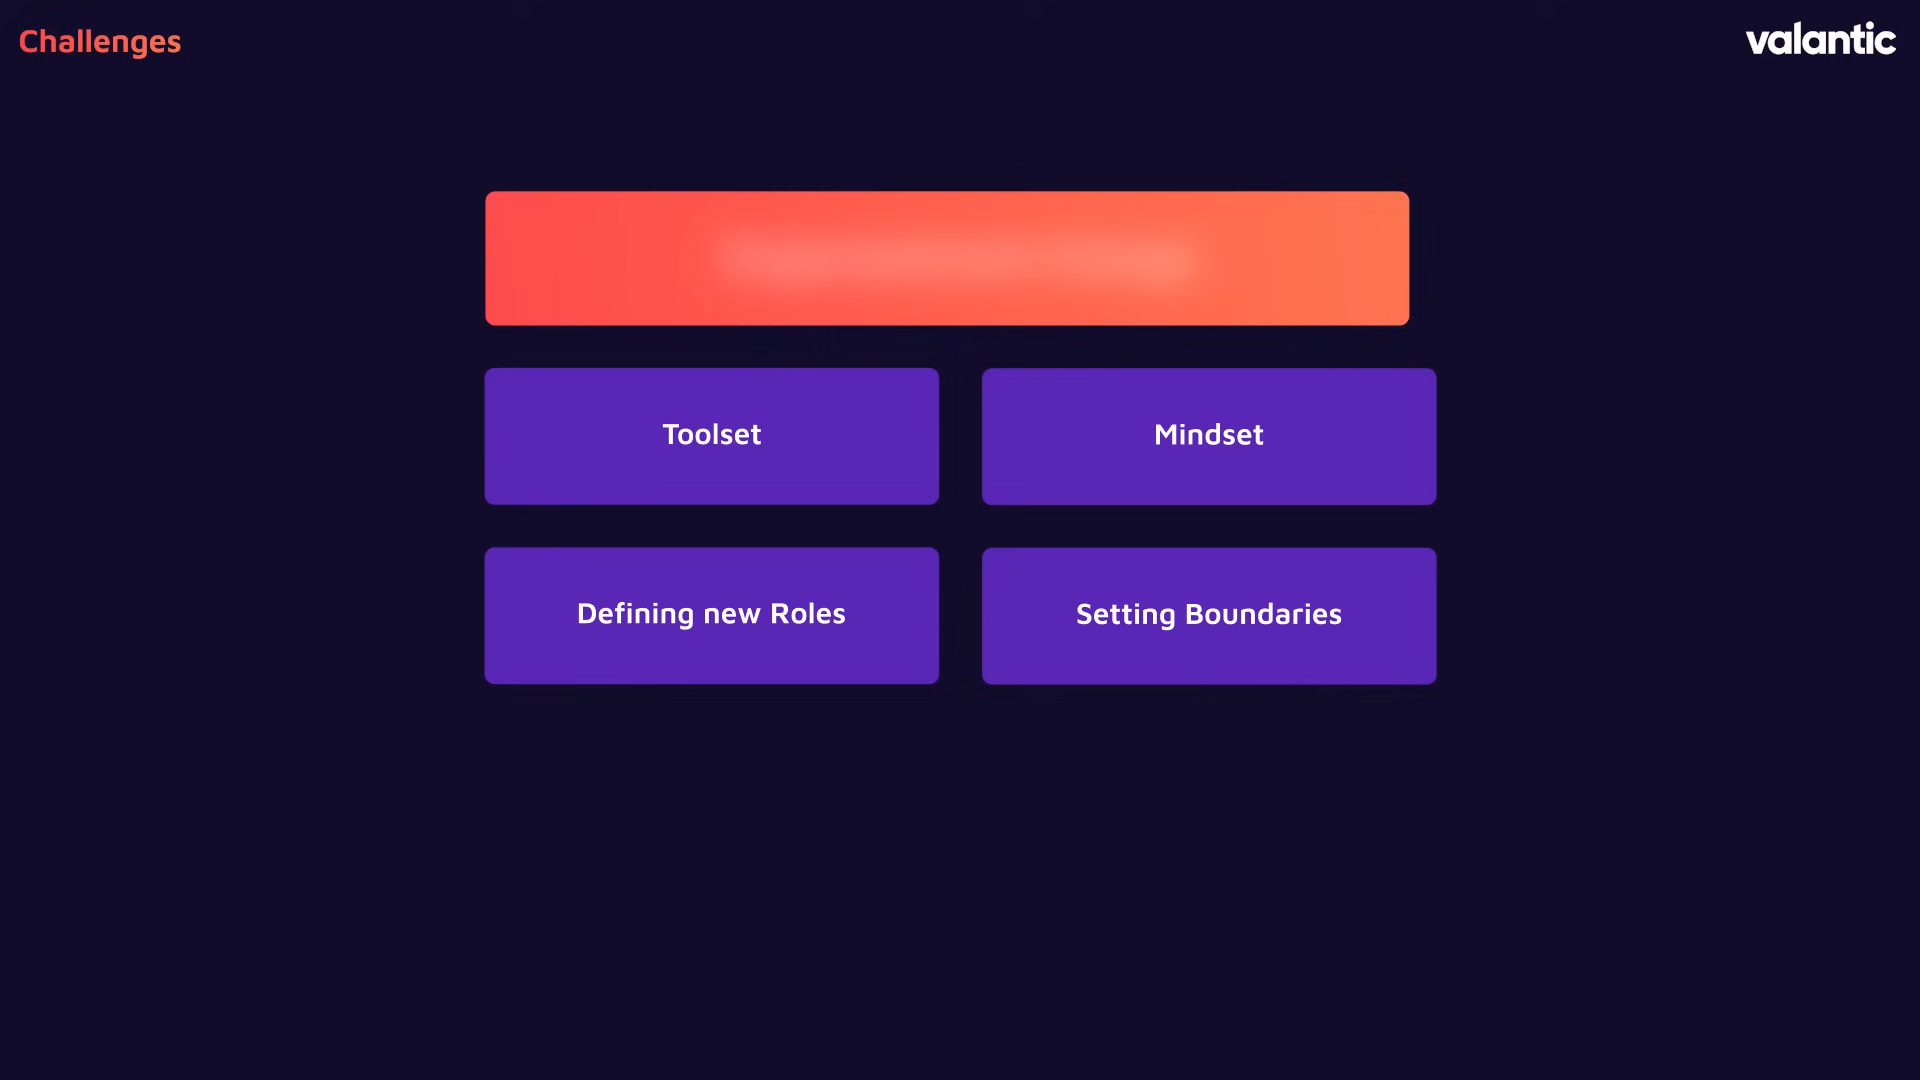 Challenges
valantic
Toolset
Mindset
Defining new Roles
Setting Boundaries